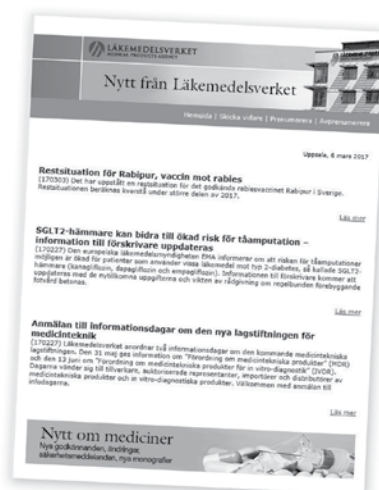 LÄKEMEDELSVERKET
MEDICAL PRODUCTS AGENCY
Nytt från Läkemedelsverket
Hemsida | Skicka vidare | Prenumerera | Avprenumerera
Uppsala, 6 mars 2017
Restsituation för Rabipur, vaccin mot rabies
(170303) Det har uppstått en restsituation för det godkända rabiesvaccinet Rabipur i Sverige.
Restsituationen beräknas kvarstå under större delen av 2017.
Läs mer
SGLT2-hämmare kan bidra till ökad risk för tåamputation –
information till förskrivare uppdateras
(170227) Den europeiska läkemedelsmyndigheten EMA informerar om att risken för tåamputationer
möjligen är ökad för patienter som använder vissa läkemedel mot typ 2-diabetes, så kallade SGLT2-
hämmare (kanagliflozin, dapagliflozin och empagliflozin). Informationen till förskrivare kommer att
uppdateras med de nytillkomna uppgifterna och vikten av rådgivning om regelbunden förebyggande
fotvård betonas.
Läs mer
Anmälan till informationsdagar om den nya lagstiftningen för
medicinteknik
(170227) Läkemedelsverket anordnar två informationsdagar om den kommande medicintekniska
lagstiftningen. Den 31 maj ges information om "Förordning om medicintekniska produkter" (MDR)
och den 13 juni om "Förordning om medicintekniska produkter för in vitro-diagnostik" (IVDR).
Dagarna vänder sig till tillverkare, auktoriserade representanter, importörer och distributörer av
medicintekniska produkter och in vitro-diagnostiska produkter. Välkommen med anmälan till
infodagarna.
Läs mer
Nytt om mediciner
Nya godkännanden, ändringar,
säkerhetsmeddelanden, nya monografier